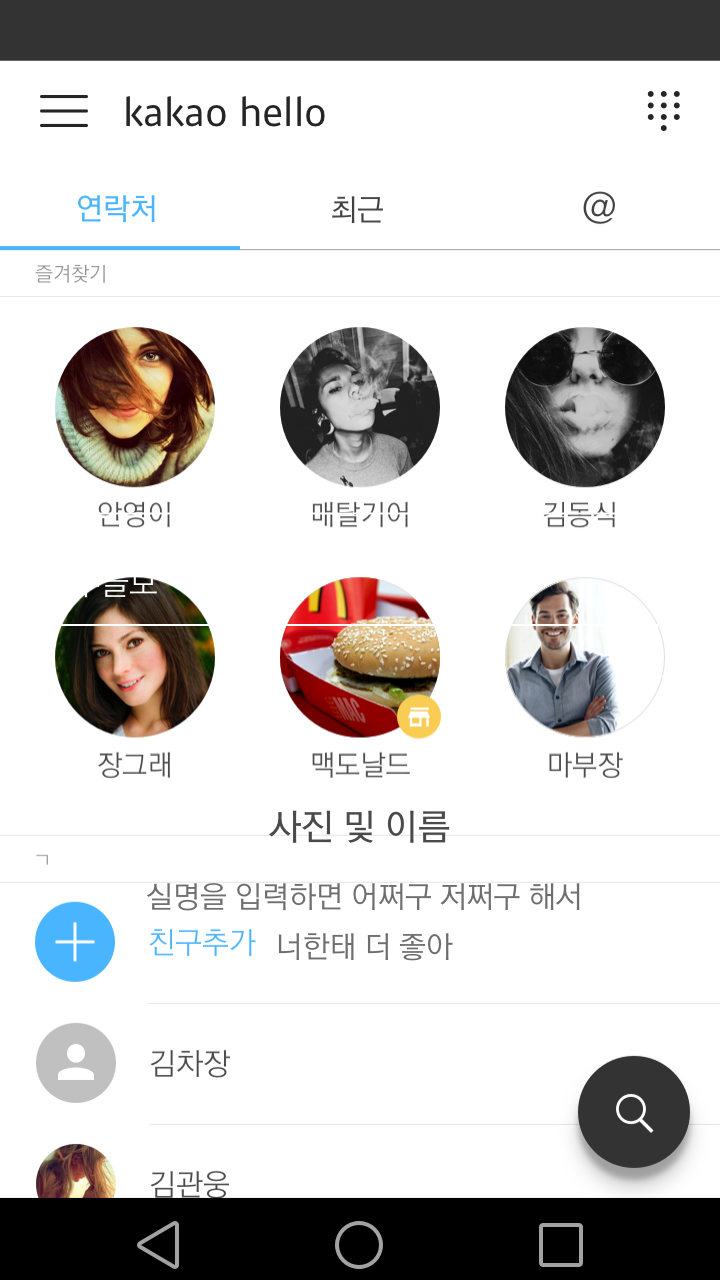 kakao hello
연락처 최근 @
즐겨찾기
안영이 매탈기어 김동식
장그래 맥도날드 마부장
사진 및 이름
ㄱ
실명을 입력하면 어쩌구 저쩌구 해서
친구추가 너한태 더 좋아
김차장
김관웅